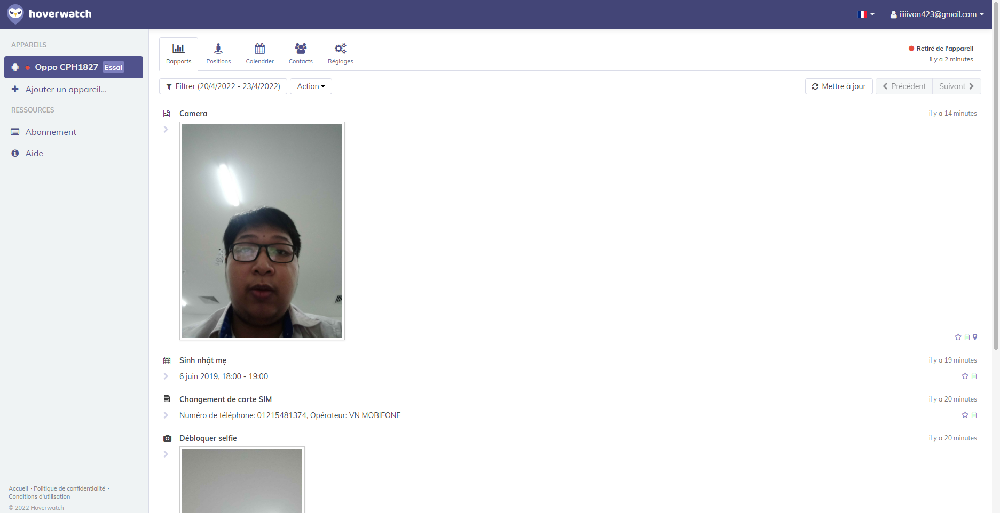 hoverwatch
iiiiivan423@gmail.com
APPAREILS
Oppo CPH1827 Essai
Ajouter un appareil...
RESSOURCES
Abonnement
Aide
Rapports
Positions
Calendrier
Contacts
Réglages
Retiré de l'appareil
il y a 2 minutes
Filtrer (20/4/2022 - 23/4/2022)
Action
Mettre à jour
Précédent
Suivant
Camera
il y a 14 minutes
Sinh nhật mẹ
il y a 19 minutes
6 juin 2019, 18:00 - 19:00
Changement de carte SIM
il y a 20 minutes
Numéro de téléphone: 01215481374, Opérateur: VN MOBIFONE
Débloquer selfie
il y a 20 minutes
Accueil · Politique de confidentialité ·
Conditions d'utilisation
© 2022 Hoverwatch